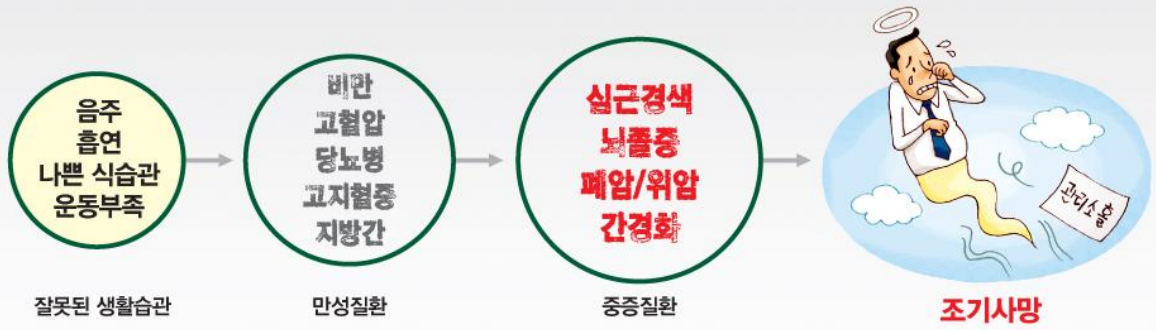 음주
흡연
나쁜 식습관
운동부족
잘못된 생활습관
비만
고혈압
당뇨병
고지혈증
지방간
만성질환
심근경색
뇌졸중
폐암/위암
간경화
중증질환
관리소홀
조기사망